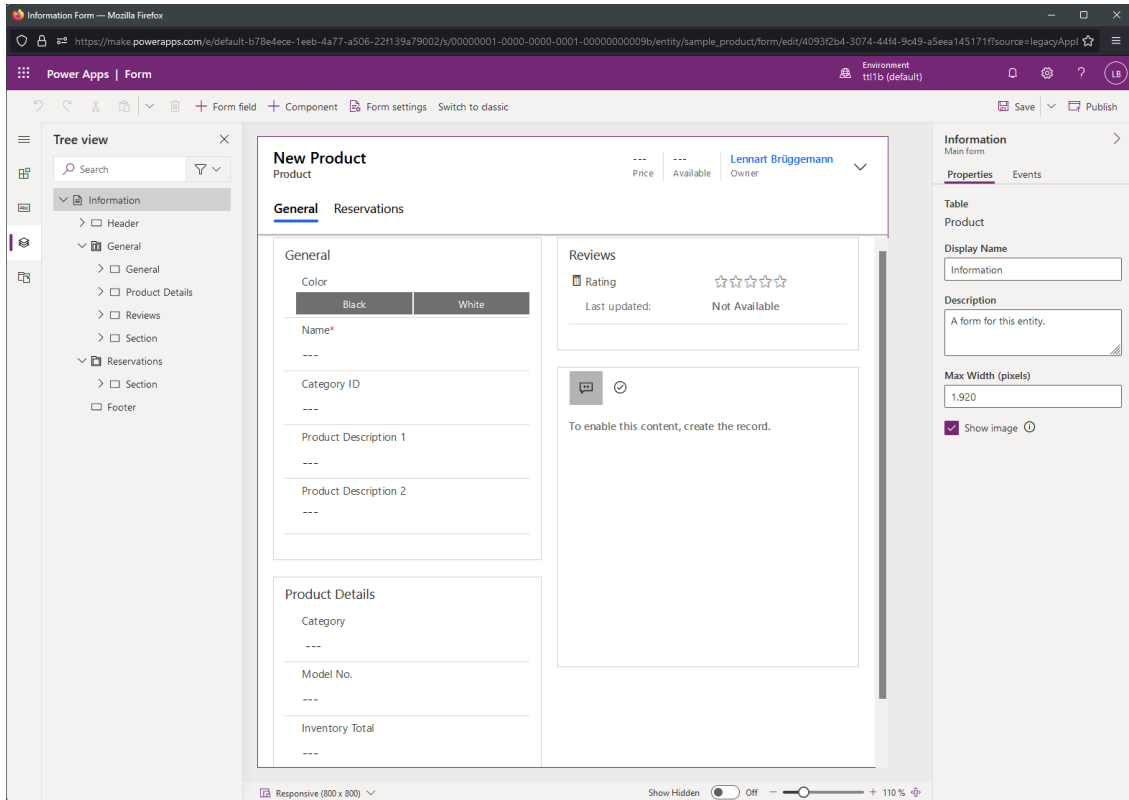 Information Form — Mozilla Firefox
https://make.powerapps.com/e/default-b78e4ece-1eeb-4a77-a506-22f139a79002/s/00000001-0000-0000-0001-00000000009b/entity/sample_product/form/edit/4093f2b4-3074-44f4-9c49-a5eea145171f?source=legacyAppl
Power Apps | Form
Environment
ttl1b (default)
LB
Form field
Component
Form settings
Switch to classic
Save
Publish
Tree view
Search
Information
Header
General
General
Product Details
Reviews
Section
Reservations
Section
Footer
Abc
New Product
Product
---
Price
---
Available
Lennart Brüggemann
Owner
General
Reservations
General
Color
Black
White
Name*
---
Category ID
---
Product Description 1
---
Product Description 2
---
Product Details
Category
---
Model No.
---
Inventory Total
---
Reviews
Rating
Last updated:
Not Available
To enable this content, create the record.
Responsive (800 x 800)
Show Hidden
Off
110 %
Information
Main form
Properties
Events
Table
Product
Display Name
Information
Description
A form for this entity.
Max Width (pixels)
1.920
Show image